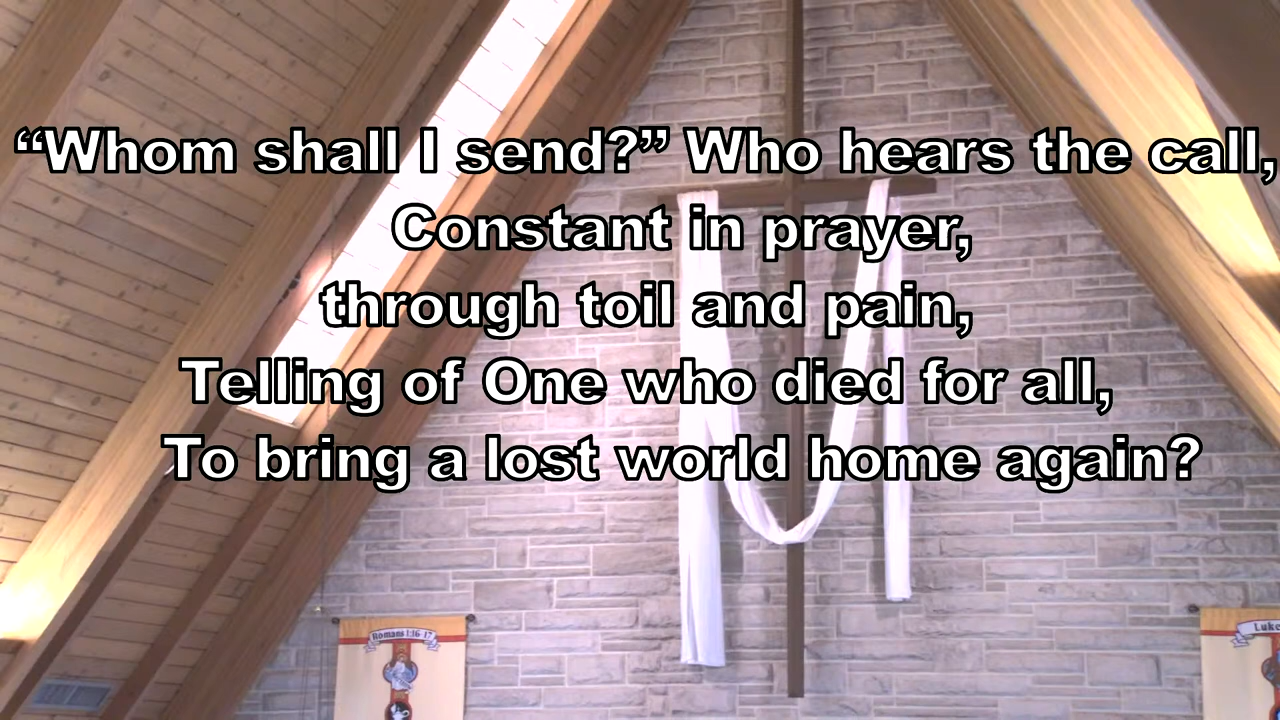 “Whom shall I send?” Who hears the call,
Constant in prayer,
through toil and pain,
Telling of One who died for all,
To bring a lost world home again?
Romans 1:16-17
Luke